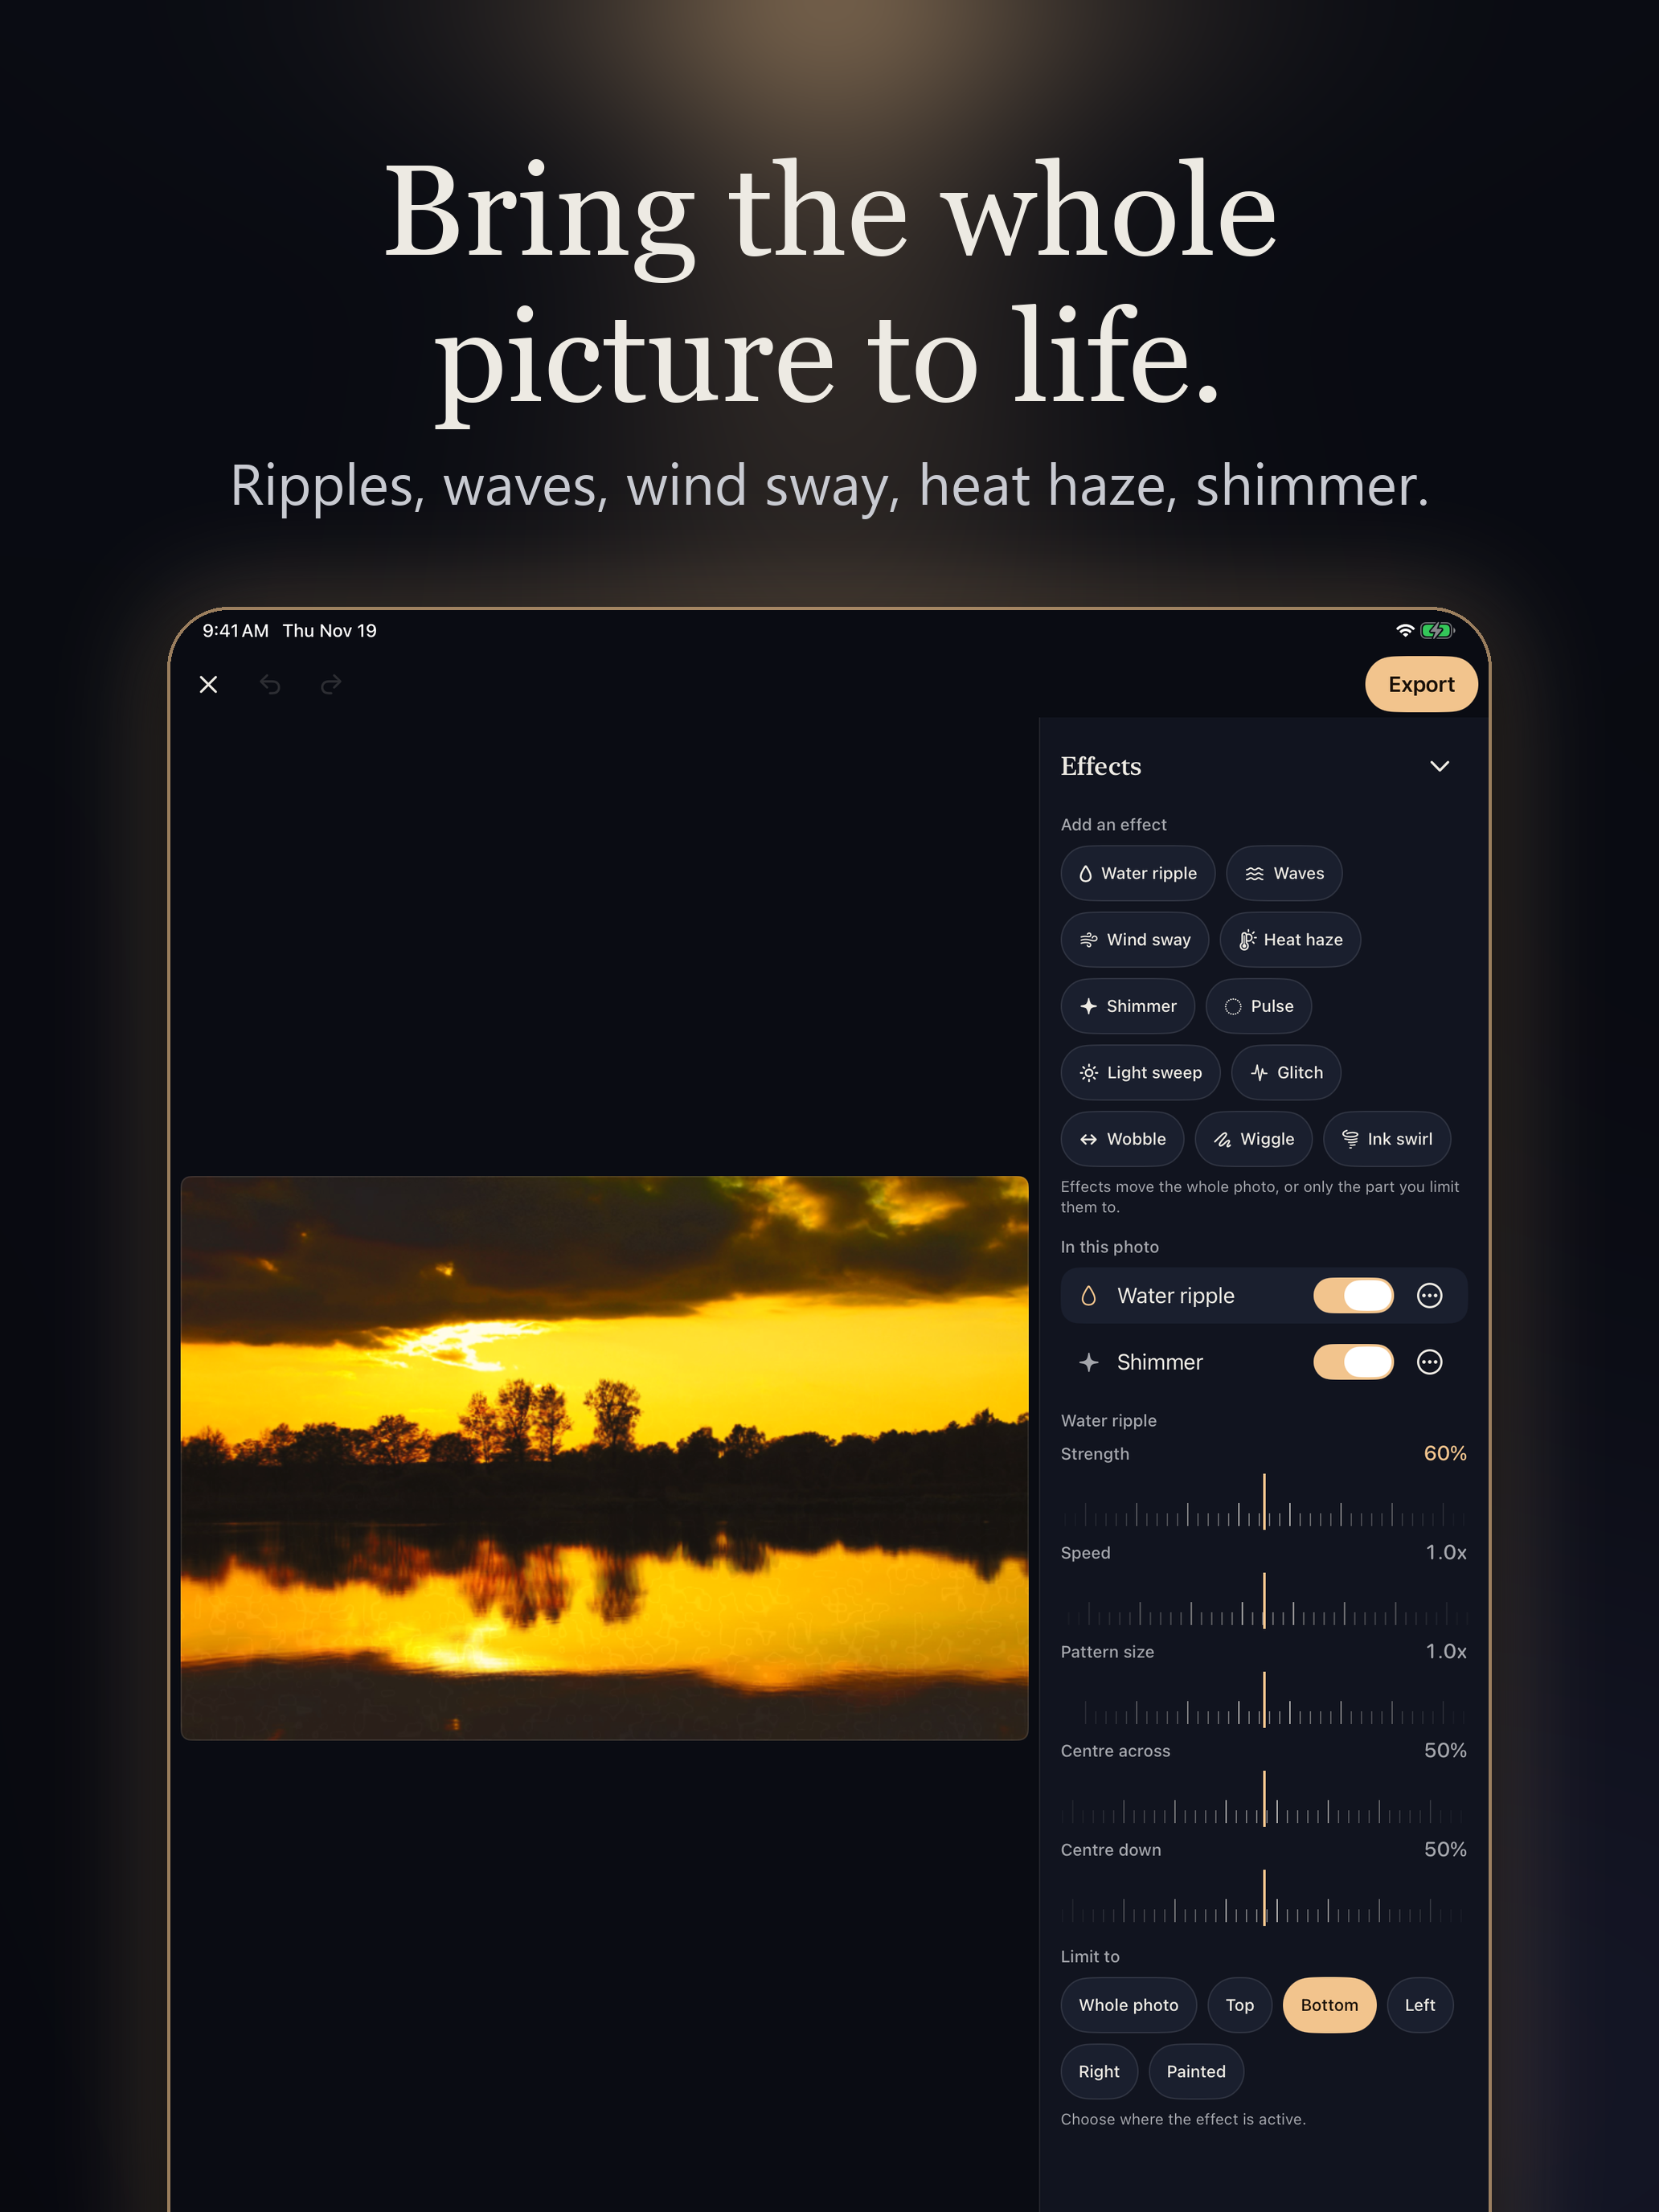 Bring the whole
picture to life.
Ripples, waves, wind sway, heat haze, shimmer.
9:41 AM Thu Nov 19
Export
Effects
Add an effect
Water ripple Waves
Wind sway Heat haze
Shimmer Pulse
Light sweep Glitch
Wobble Wiggle Ink swirl
Effects move the whole photo, or only the part you limit
them to.
In this photo
Water ripple
Shimmer
Water ripple
Strength 60%
Speed 1.0x
Pattern size 1.0x
Centre across 50%
Centre down 50%
Limit to
Whole photo Top Bottom Left
Right Painted
Choose where the effect is active.